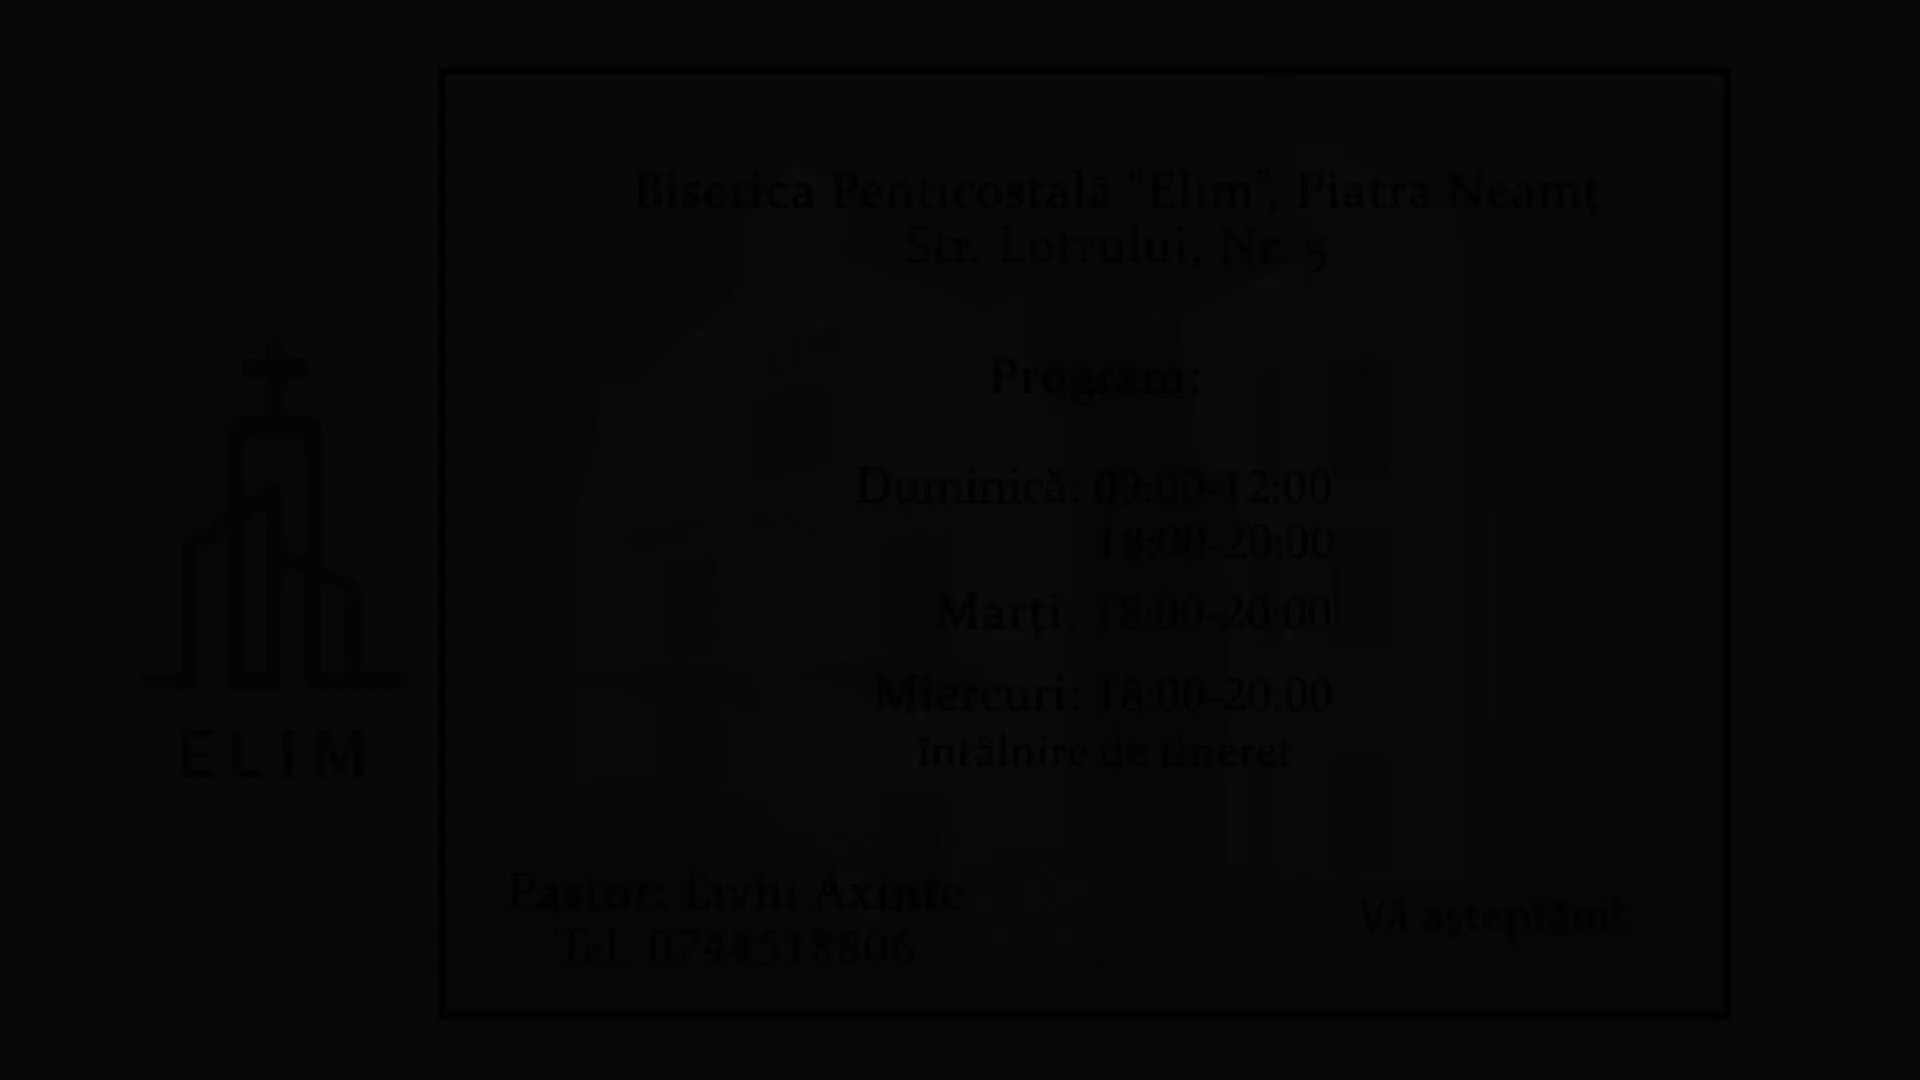 Biserica Penticostală "Elim", Piatra Neamț
Str. Lotrului, Nr. 5
Program:
Duminică: 09:00-12:00
18:00-20:00
Marți: 18:00-20:00
Miercuri: 18:00-20:00
întâlnire de tineret
ELIM
Pastor: Liviu Axinte
Tel. 0744518806
Vă așteptăm!